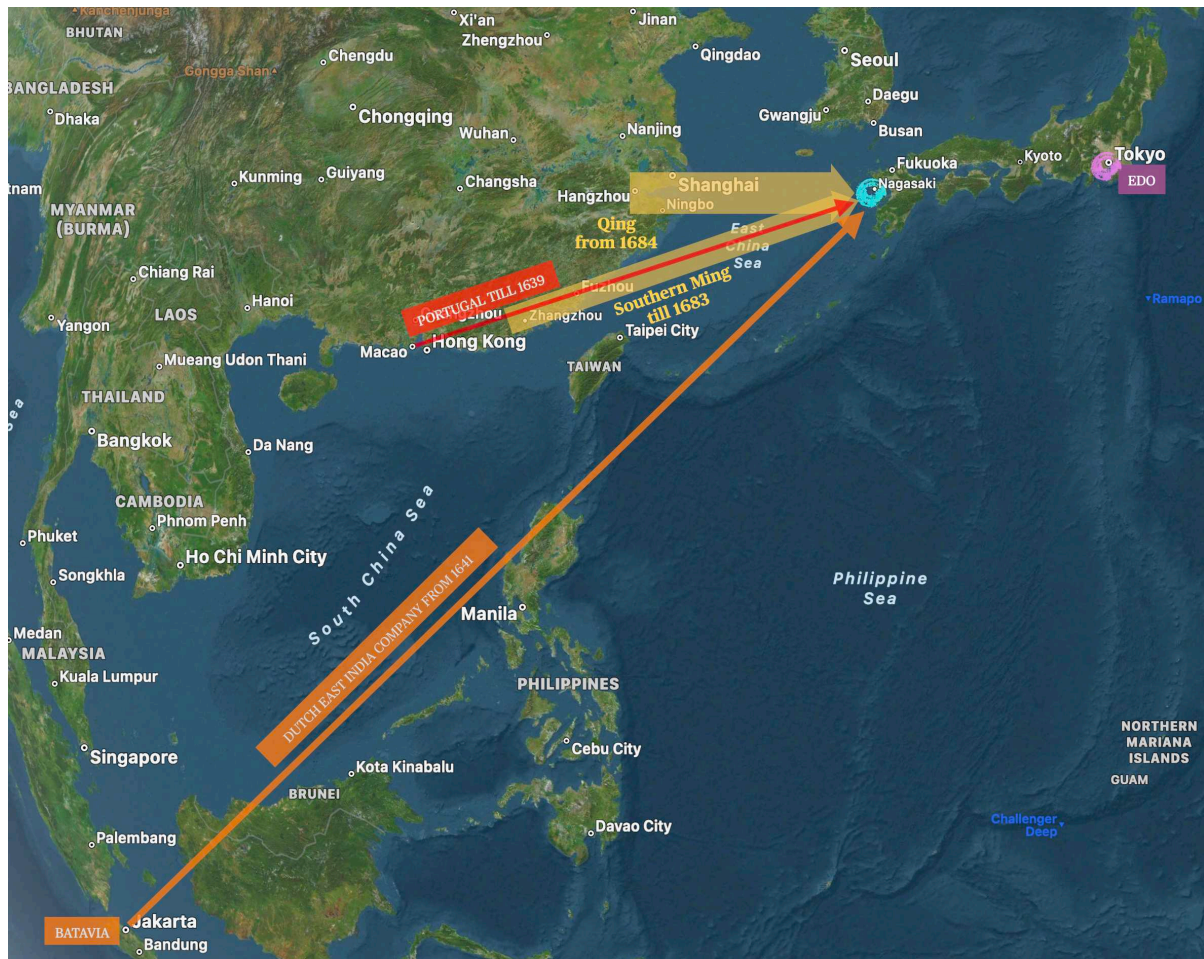 Kanchenjunga
BHUTAN
Xi'an
Jinan
Zhengzhou
Qingdao
Seoul
Chengdu
Gongga Shan
BANGLADESH
Dhaka
Chongqing
Daegu
Gwangju
Busan
Wuhan
Nanjing
Kyoto
Tokyo
Fukuoka
EDO
tnam
Kunming
Guiyang
Changsha
Shanghai
Nagasaki
Hangzhou
Ningbo
MYANMAR
(BURMA)
Qing
from 1684
East
China
Sea
Chiang Rai
PORTUGAL TILL 1639
Fuzhou
Southern Ming
till 1683
Hanoi
LAOS
Zhangzhou
Ramapo
Yangon
Taipei City
Macao
Hong Kong
Mueang Udon Thani
TAIWAN
THAILAND
Sea
Bangkok
Da Nang
CAMBODIA
Phnom Penh
Phuket
Ho Chi Minh City
South China Sea
Songkhla
Philippine
Sea
Manila
Medan
MALAYSIA
Kuala Lumpur
DUTCH EAST INDIA COMPANY FROM 1641
PHILIPPINES
NORTHERN
MARIANA
ISLANDS
Singapore
Cebu City
Kota Kinabalu
GUAM
BRUNEI
Challenger
Deep
Palembang
Davao City
BATAVIA
Jakarta
Bandung